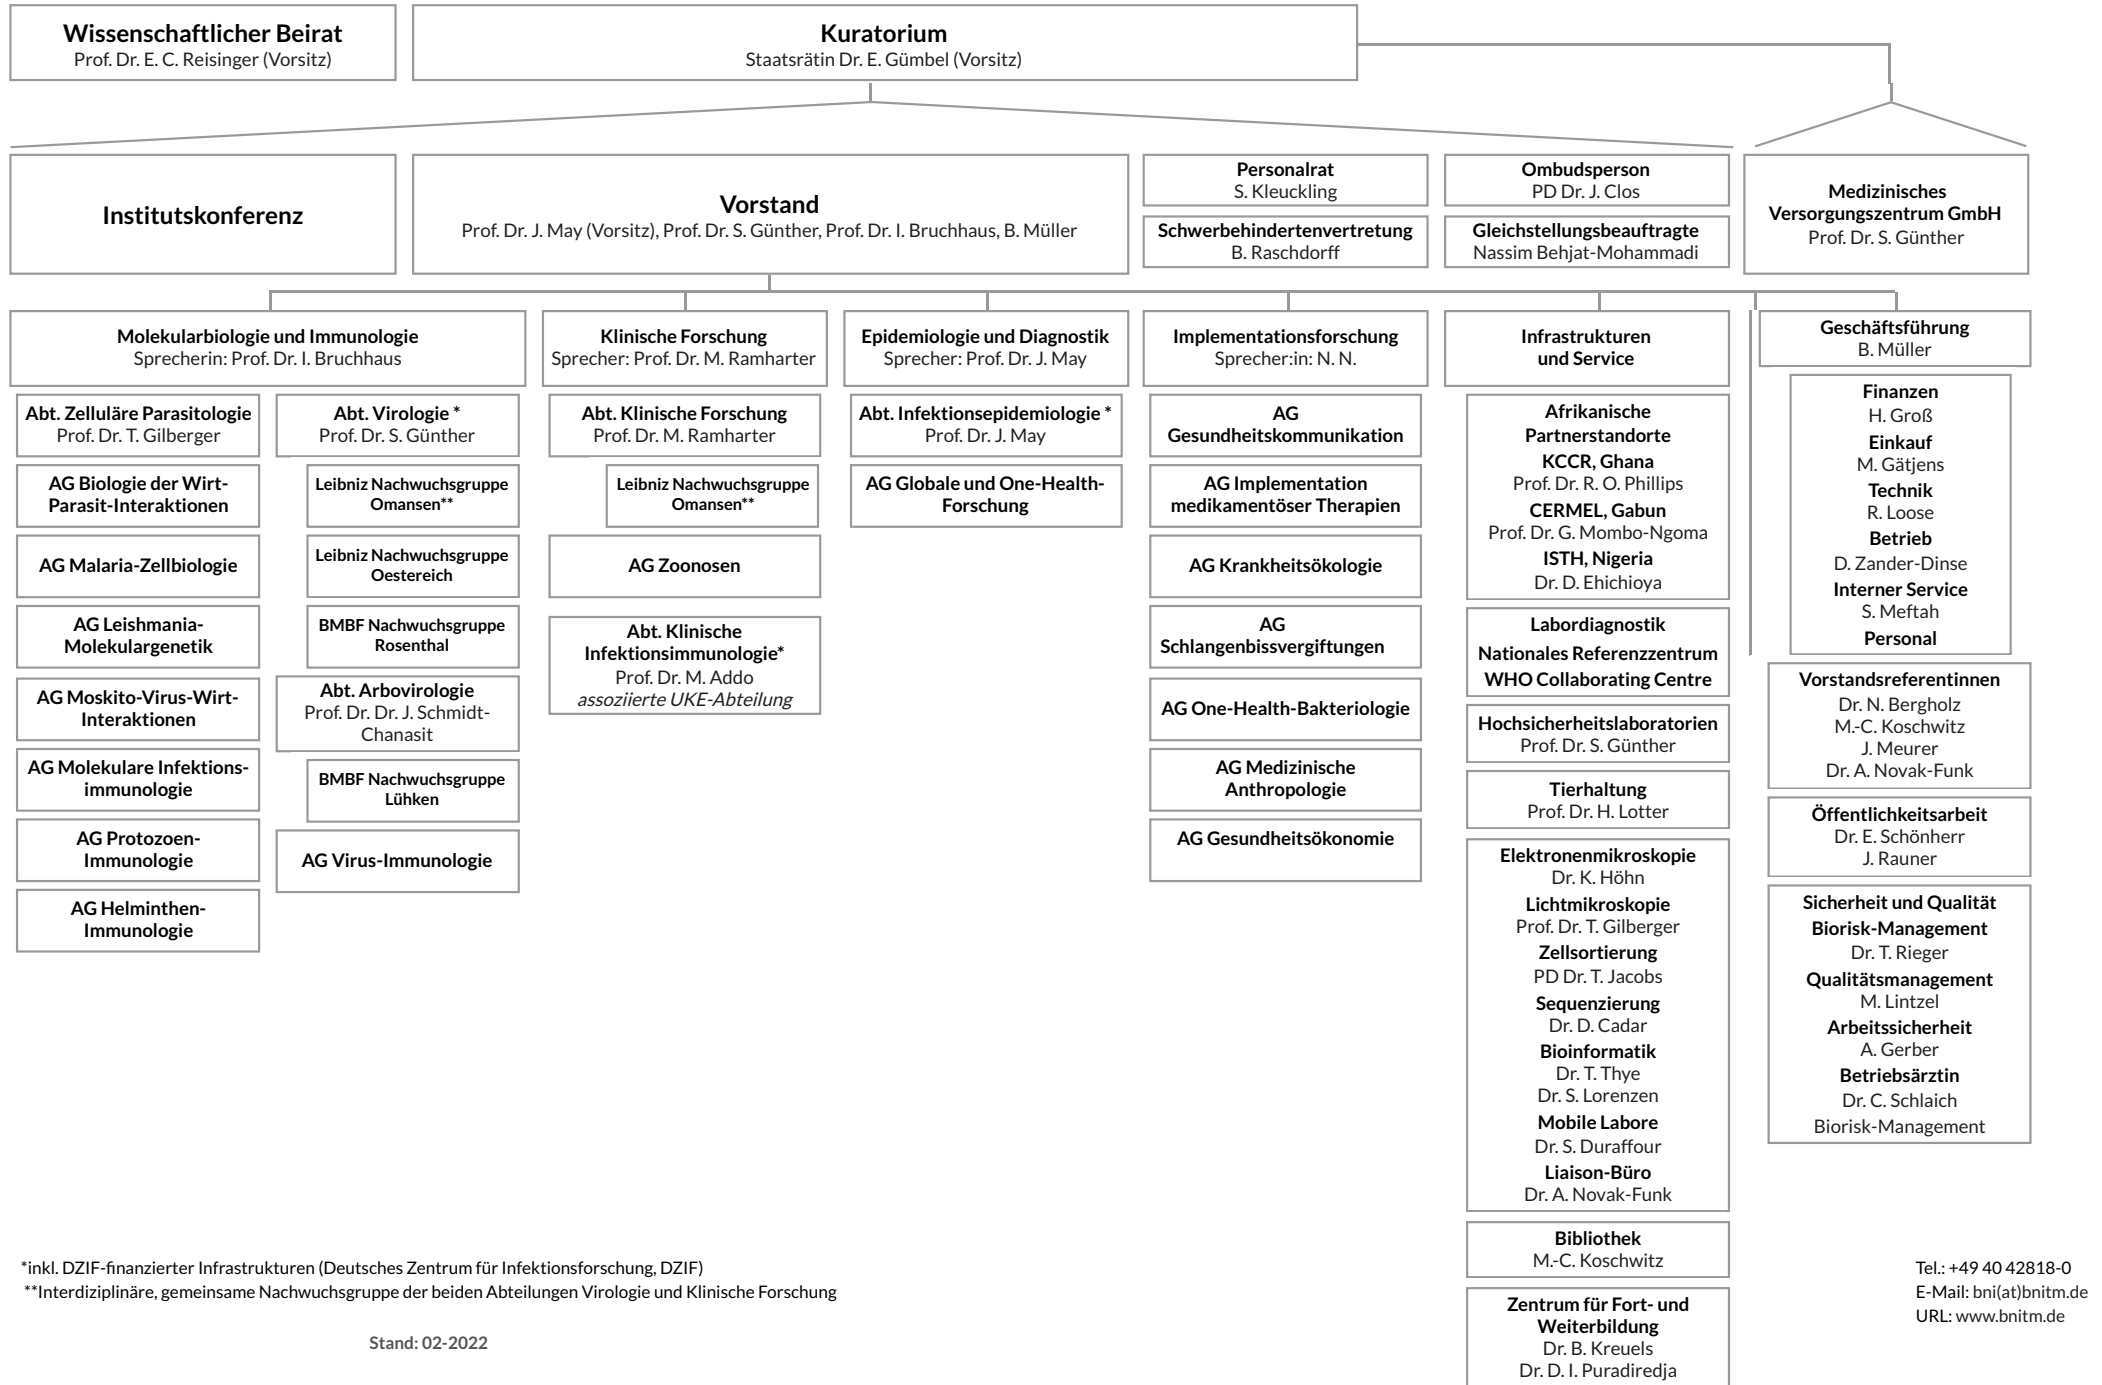 Wissenschaftlicher Beirat
Prof. Dr. E. C. Reisinger (Vorsitz)
Kuratorium
Staatsrätin Dr. E. Gümbel (Vorsitz)
Institutskonferenz
Vorstand
Prof. Dr. J. May (Vorsitz), Prof. Dr. S. Günther, Prof. Dr. I. Bruchhaus, B. Müller
Personalrat
S. Kleuckling
Schwerbehindertenvertretung
B. Raschdorff
Ombudsperson
PD Dr. J. Clos
Gleichstellungsbeauftragte
Nassim Behjat-Mohammadi
Medizinisches
Versorgungszentrum GmbH
Prof. Dr. S. Günther
Molekularbiologie und Immunologie
Sprecherin: Prof. Dr. I. Bruchhaus
Abt. Zelluläre Parasitologie
Prof. Dr. T. Gilberger
AG Biologie der Wirt-
Parasit-Interaktionen
AG Malaria-Zellbiologie
AG Leishmania-
Molekulargenetik
AG Moskito-Virus-Wirt-
Interaktionen
AG Molekulare Infektions-
immunologie
AG Protozoen-
Immunologie
AG Helminthen-
Immunologie
Abt. Virologie *
Prof. Dr. S. Günther
Leibniz Nachwuchsgruppe
Omansen**
Leibniz Nachwuchsgruppe
Oestereich
BMBF Nachwuchsgruppe
Rosenthal
Abt. Arbovirologie
Prof. Dr. Dr. J. Schmidt-
Chanasit
BMBF Nachwuchsgruppe
Lühken
AG Virus-Immunologie
Klinische Forschung
Sprecher: Prof. Dr. M. Ramharter
Abt. Klinische Forschung
Prof. Dr. M. Ramharter
Leibniz Nachwuchsgruppe
Omansen**
AG Zoonosen
Abt. Klinische
Infektionsimmunologie*
Prof. Dr. M. Addo
assoziierte UKE-Abteilung
Epidemiologie und Diagnostik
Sprecher: Prof. Dr. J. May
Abt. Infektionsepidemiologie *
Prof. Dr. J. May
AG Globale und One-Health-
Forschung
Implementationsforschung
Sprecher:in: N. N.
AG
Gesundheitskommunikation
AG Implementation
medikamentöser Therapien
AG Krankheitsökologie
AG
Schlangenbissvergiftungen
AG One-Health-Bakteriologie
AG Medizinische
Anthropologie
AG Gesundheitsökonomie
Infrastrukturen
und Service
Afrikanische
Partnerstandorte
KCCR, Ghana
Prof. Dr. R. O. Phillips
CERMEL, Gabun
Prof. Dr. G. Mombo-Ngoma
ISTH, Nigeria
Dr. D. Ehichioya
Labordiagnostik
Nationales Referenzzentrum
WHO Collaborating Centre
Hochsicherheitslaboratorien
Prof. Dr. S. Günther
Tierhaltung
Prof. Dr. H. Lotter
Elektronenmikroskopie
Dr. K. Höhn
Lichtmikroskopie
Prof. Dr. T. Gilberger
Zellsortierung
PD Dr. T. Jacobs
Sequenzierung
Dr. D. Cadar
Bioinformatik
Dr. T. Thye
Dr. S. Lorenzen
Mobile Labore
Dr. S. Duraffour
Liaison-Büro
Dr. A. Novak-Funk
Bibliothek
M.-C. Koschwitz
Zentrum für Fort- und
Weiterbildung
Dr. B. Kreuels
Dr. D. I. Puradiredja
Geschäftsführung
B. Müller
Finanzen
H. Groß
Einkauf
M. Gätjens
Technik
R. Loose
Betrieb
D. Zander-Dinse
Interner Service
S. Meftah
Personal
Vorstandsreferentinnen
Dr. N. Bergholz
M.-C. Koschwitz
J. Meurer
Dr. A. Novak-Funk
Öffentlichkeitsarbeit
Dr. E. Schönherr
J. Rauner
Sicherheit und Qualität
Biorisk-Management
Dr. T. Rieger
Qualitätsmanagement
M. Lintzel
Arbeitssicherheit
A. Gerber
Betriebsärztin
Dr. C. Schlaich
Biorisk-Management
*inkl. DZIF-finanzierter Infrastrukturen (Deutsches Zentrum für Infektionsforschung, DZIF)
**Interdiziplinäre, gemeinsame Nachwuchsgruppe der beiden Abteilungen Virologie und Klinische Forschung
Stand: 02-2022
Tel.: +49 40 42818-0
E-Mail: bni(at)bnitm.de
URL: www.bnitm.de